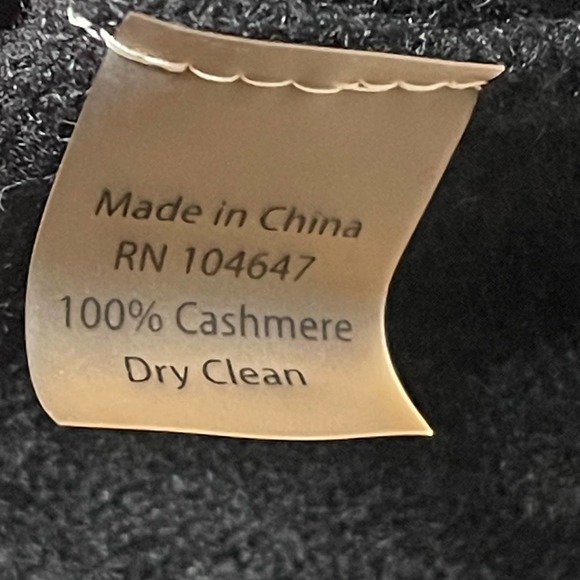 Made in China
RN 104647
100% Cashmere
Dry Clean